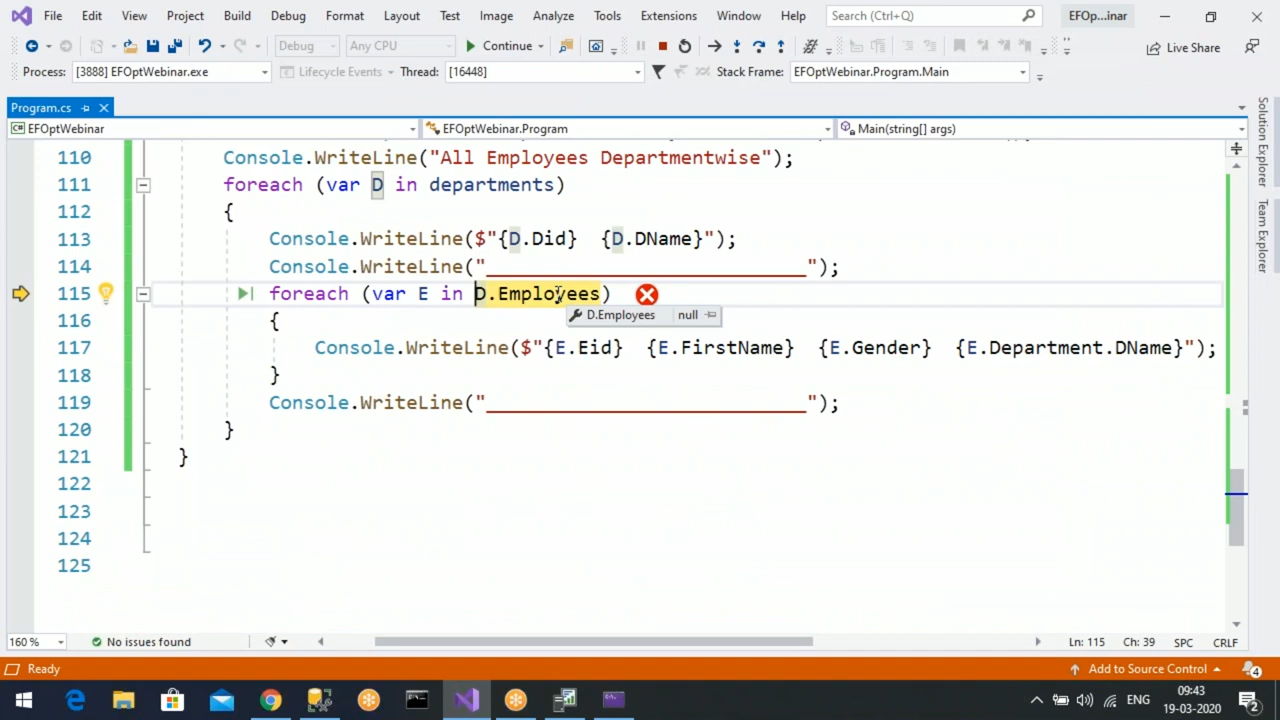 File Edit View Project Build Debug Format Layout Test Image Analyze Tools Extensions Window Help Search (Ctrl+Q) EFOp...inar
Debug Any CPU Continue Live Share
Process: [3888] EFOptWebinar.exe Lifecycle Events Thread: [16448] Stack Frame: EFOptWebinar.Program.Main
Program.cs
C# EFOptWebinar EFOptWebinar.Program Main(string[] args)
110 Console.WriteLine("All Employees Departmentwise");
111 foreach (var D in departments)
112 {
113 Console.WriteLine($"{D.Did}  {D.DName}");
114 Console.WriteLine("____________________________");
115 foreach (var E in D.Employees)
D.Employees null
116 {
117 Console.WriteLine($"{E.Eid}  {E.FirstName}  {E.Gender}  {E.Department.DName}");
118 }
119 Console.WriteLine("____________________________");
120 }
121 }
122
123
124
125
Solution Explorer
Team Explorer
160 % No issues found Ln: 115 Ch: 39 SPC CRLF
Ready Add to Source Control 4
ENG 09:43
19-03-2020 2